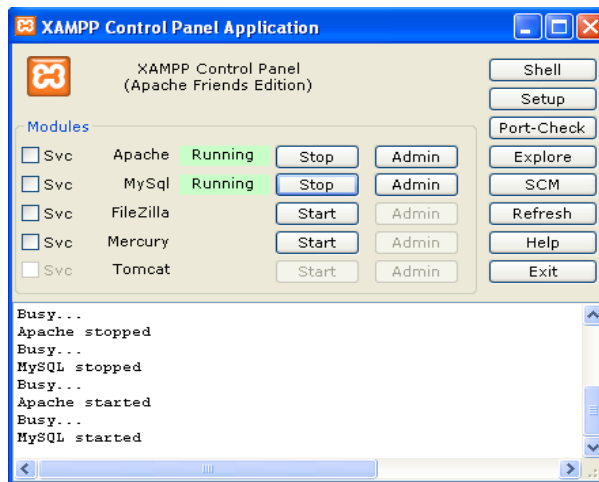 XAMPP Control Panel Application
XAMPP Control Panel
(Apache Friends Edition)
Shell
Setup
Port-Check
Explore
SCM
Refresh
Help
Exit
Modules
Svc Apache Running Stop Admin
Svc MySql Running Stop Admin
Svc FileZilla Start Admin
Svc Mercury Start Admin
Svc Tomcat Start Admin
Busy...
Apache stopped
Busy...
MySQL stopped
Busy...
Apache started
Busy...
MySQL started